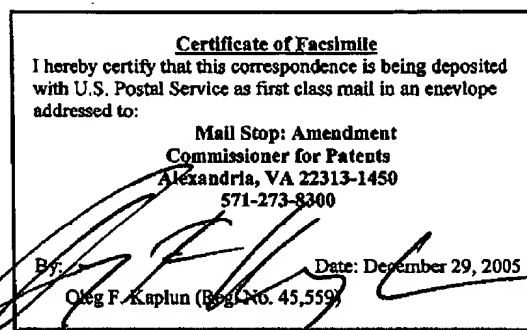 Certificate of Facsimile
I hereby certify that this correspondence is being deposited
with U.S. Postal Service as first class mail in an enevlope
addressed to:
Mail Stop: Amendment
Commissioner for Patents
Alexandria, VA 22313-1450
571-273-8300
By: Date: December 29, 2005
Oleg F. Kaplun (Reg. No. 45,559)